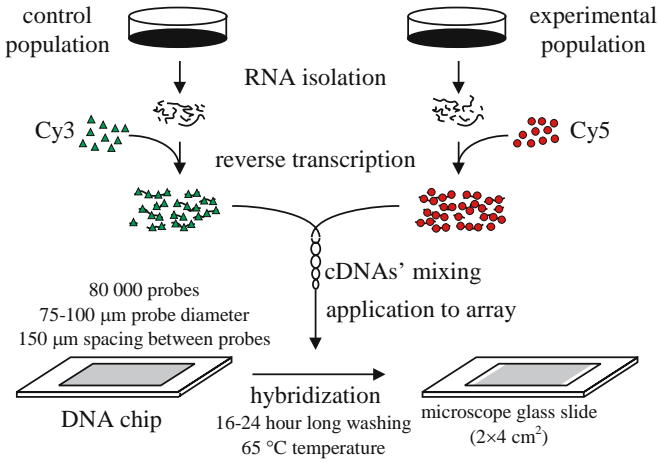 control
population
experimental
population
RNA isolation
Cy3
Cy5
reverse transcription
cDNAs' mixing
application to array
80 000 probes
75-100 µm probe diameter
150 µm spacing between probes
DNA chip
hybridization
16-24 hour long washing
65 °C temperature
microscope glass slide
(2×4 cm²)